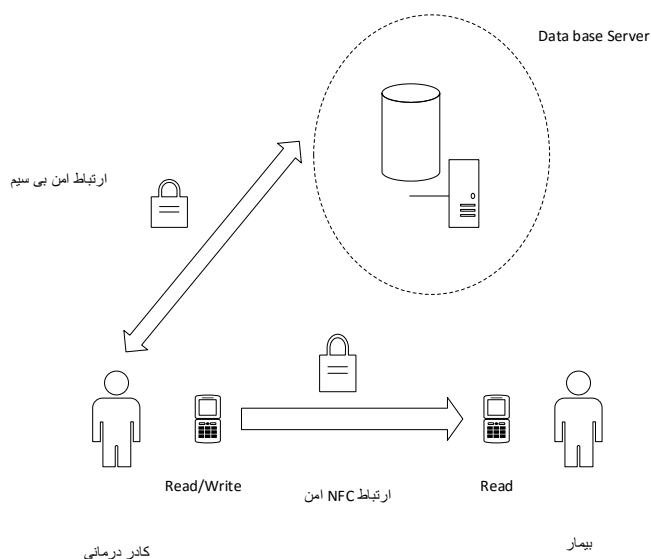 Data base Server
ارتباط امن بی سیم
Read/Write
ارتباط NFC امن
Read
کادر درمانی
بیمار